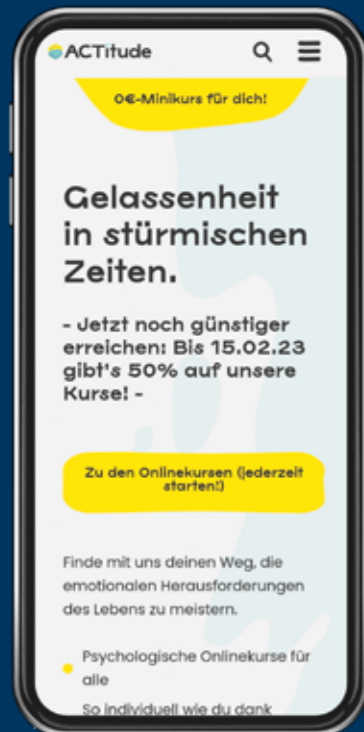 ACTitude
0€-Minikurs für dich!
Gelassenheit
in stürmischen
Zeiten.
- Jetzt noch günstiger
erreichen: Bis 15.02.23
gibt's 50% auf unsere
Kurse! -
Zu den Onlinekursen (jederzeit
starten!)
Finde mit uns deinen Weg, die
emotionalen Herausforderungen
des Lebens zu meistern.
Psychologische Onlinekurse für
alle
So individuell wie du dank